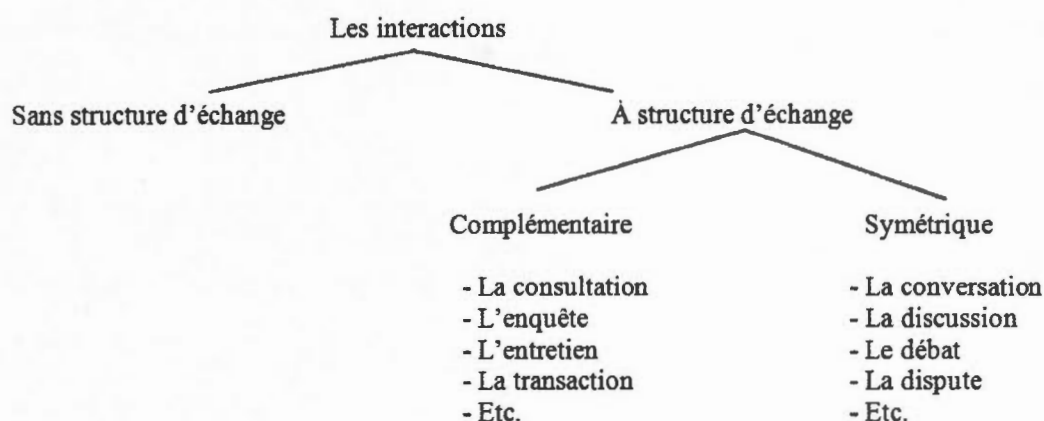 Les interactions
Sans structure d'échange
À structure d'échange
Complémentaire
- La consultation
- L'enquête
- L'entretien
- La transaction
- Etc.
Symétrique
- La conversation
- La discussion
- Le débat
- La dispute
- Etc.